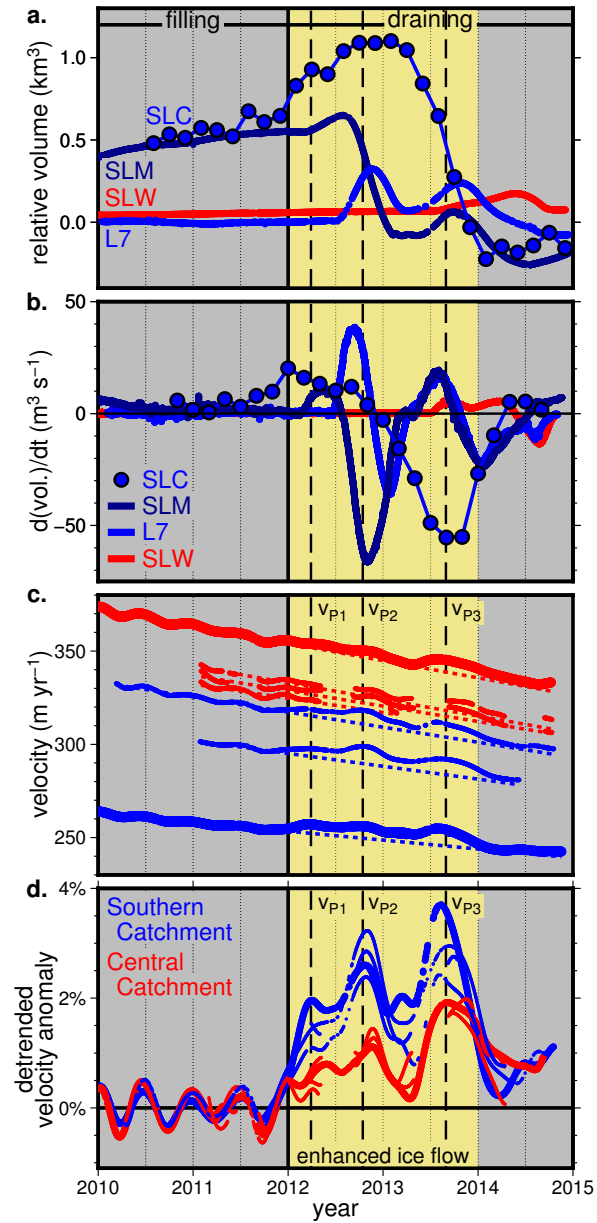 a.
filling
draining
1.0
0.5
0.0
relative volume (km³)
SLC
SLM
SLW
L7
b.
50
0
−50
d(vol.)/dt (m³ s⁻¹)
SLC
SLM
L7
SLW
c.
350
300
250
velocity (m yr⁻¹)
vP1
vP2
vP3
d.
4%
2%
0%
detrended
velocity anomaly
Southern
Catchment
Central
Catchment
vP1
vP2
vP3
enhanced ice flow
2010
2011
2012
2013
2014
2015
year